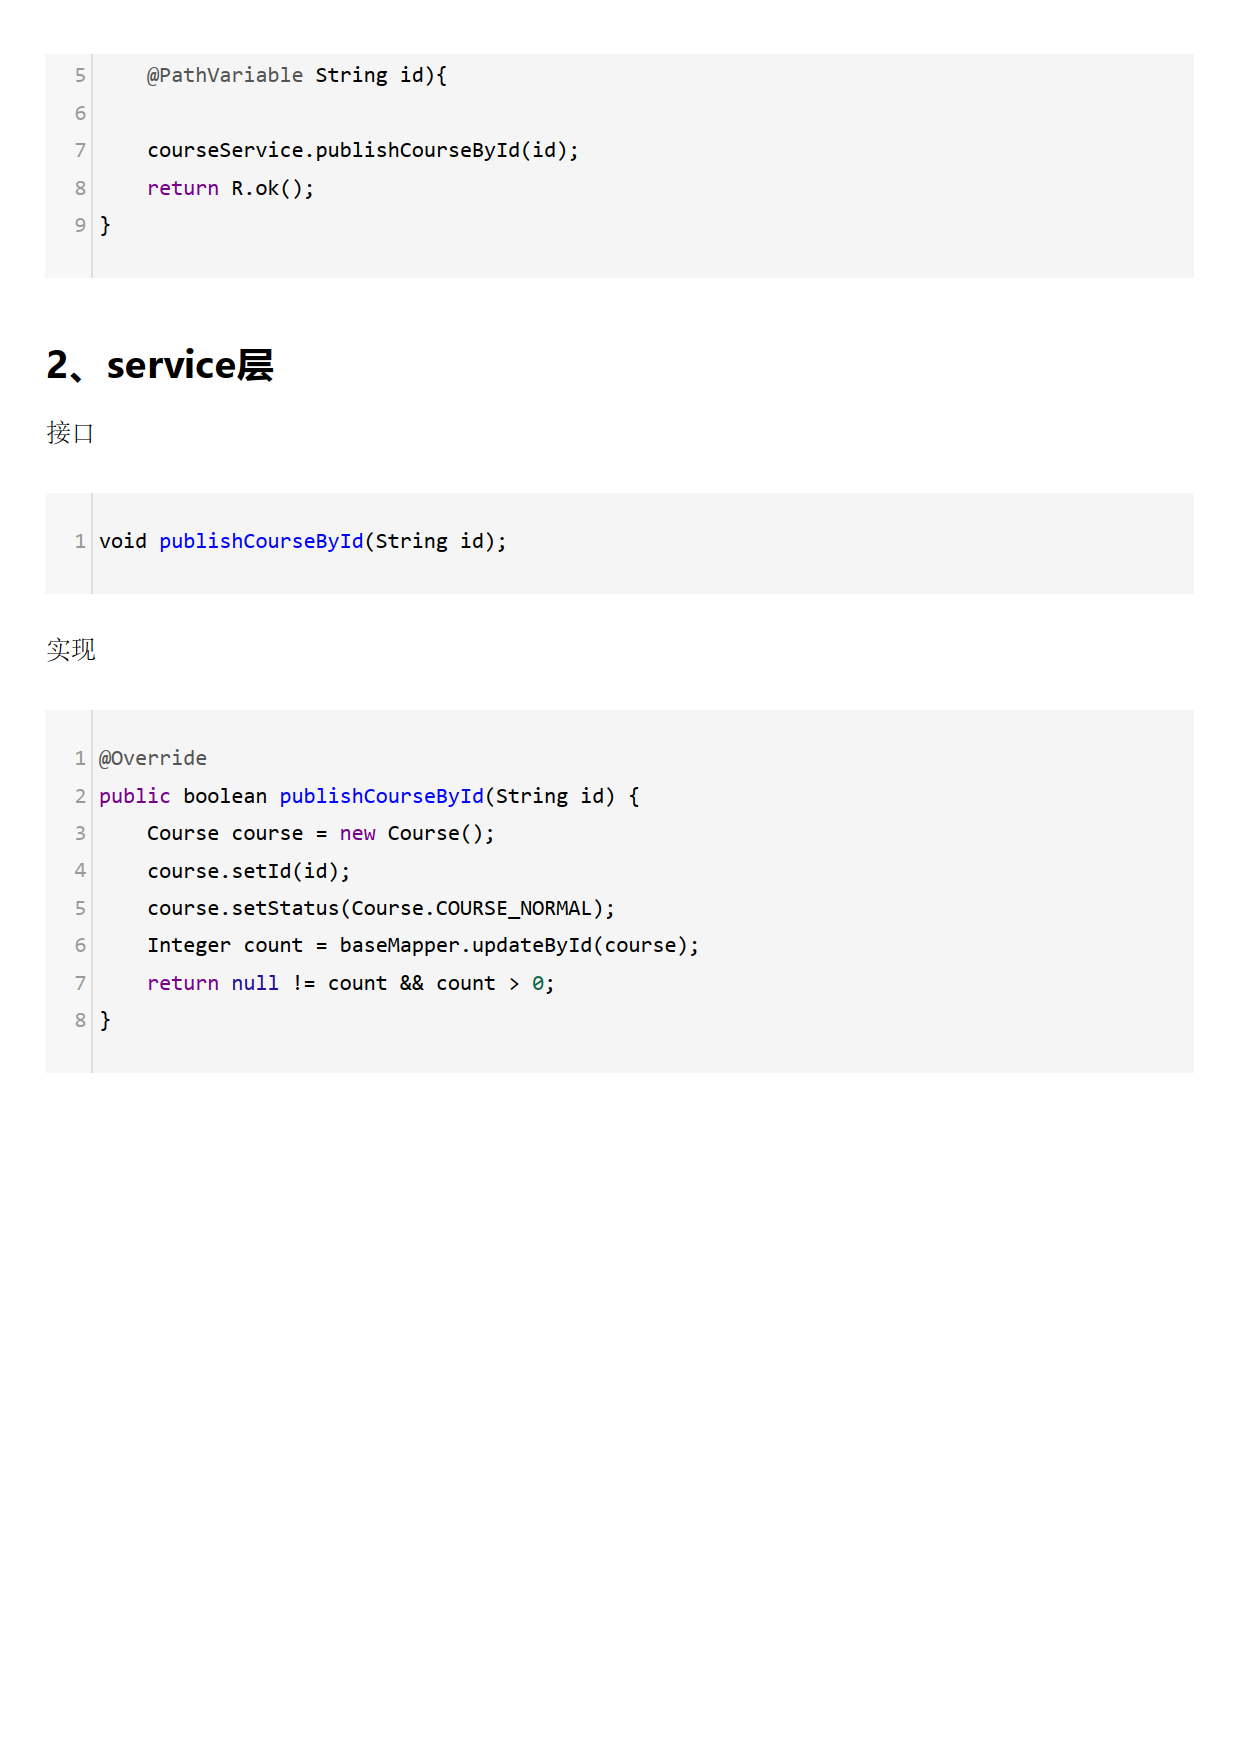 5     @PathVariable String id){
6
7     courseService.publishCourseById(id);
8     return R.ok();
9 }
2、service层
接口
1 void publishCourseById(String id);
实现
1 @Override
2 public boolean publishCourseById(String id) {
3     Course course = new Course();
4     course.setId(id);
5     course.setStatus(Course.COURSE_NORMAL);
6     Integer count = baseMapper.updateById(course);
7     return null != count && count > 0;
8 }